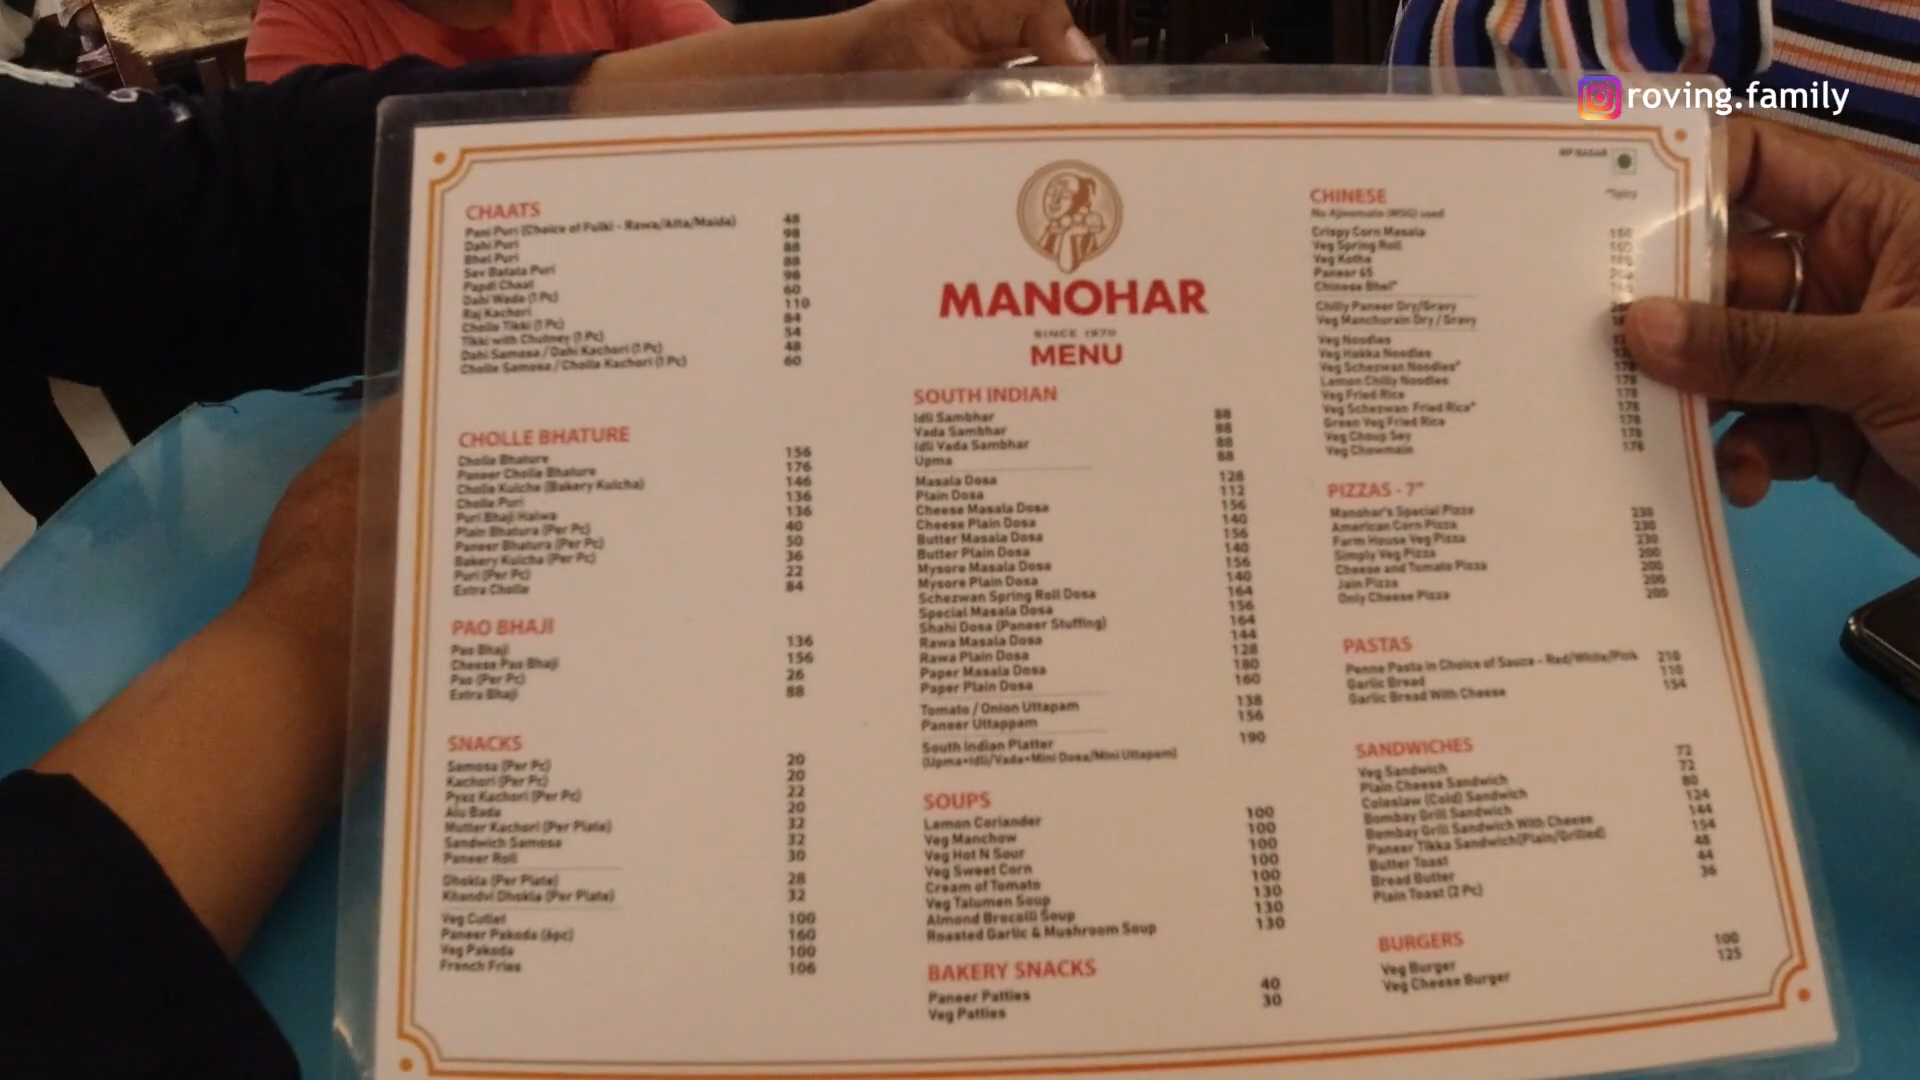 roving.family
MP NAGAR
CHAATS
Pani Puri (Choice of Fulki - Rawa/Atta/Maida) 48
Dahi Puri 98
Bhel Puri 88
Sev Batata Puri 88
Papdi Chaat 98
Dahi Wada (1 Pc) 60
Raj Kachori 110
Cholle Tikki (1 Pc) 84
Tikki with Chutney (1 Pc) 54
Dahi Samosa / Dahi Kachori (1 Pc) 48
Cholle Samosa / Cholle Kachori (1 Pc) 60
CHOLLE BHATURE
Cholle Bhature 156
Paneer Cholle Bhature 176
Cholle Kulcha (Bakery Kulcha) 146
Cholle Puri 136
Puri Bhaji Halwa 136
Plain Bhatura (Per Pc) 40
Paneer Bhatura (Per Pc) 50
Bakery Kulcha (Per Pc) 36
Puri (Per Pc) 22
Extra Cholle 84
PAO BHAJI
Pao Bhaji 136
Cheese Pao Bhaji 156
Pao (Per Pc) 26
Extra Bhaji 88
SNACKS
Samosa (Per Pc) 20
Kachori (Per Pc) 20
Pyaz Kachori (Per Pc) 22
Alu Bada 20
Mutter Kachori (Per Plate) 32
Sandwich Samosa 32
Paneer Roll 30
Dhokla (Per Plate) 28
Khandvi Dhokla (Per Plate) 32
Veg Cutlet 100
Paneer Pakoda (6pc) 160
Veg Pakoda 100
French Fries 106
MANOHAR
SINCE 1970
MENU
SOUTH INDIAN
Idli Sambhar 88
Vada Sambhar 88
Idli Vada Sambhar 88
Upma 88
Masala Dosa 128
Plain Dosa 112
Cheese Masala Dosa 156
Cheese Plain Dosa 140
Butter Masala Dosa 156
Butter Plain Dosa 140
Mysore Masala Dosa 156
Mysore Plain Dosa 140
Schezwan Spring Roll Dosa 164
Special Masala Dosa 156
Shahi Dosa (Paneer Stuffing) 164
Rawa Masala Dosa 144
Rawa Plain Dosa 128
Paper Masala Dosa 180
Paper Plain Dosa 160
Tomato / Onion Uttapam 138
Paneer Uttappam 156
South Indian Platter 190
(Upma+Idli/Vada+Mini Dosa/Mini Uttapam)
SOUPS
Lemon Coriander 100
Veg Manchow 100
Veg Hot N Sour 100
Veg Sweet Corn 100
Cream of Tomato 100
Veg Talumen Soup 130
Almond Brocolli Soup 130
Roasted Garlic & Mushroom Soup 130
BAKERY SNACKS
Paneer Patties 40
Veg Patties 30
CHINESE
*Spicy
No Ajinomoto (MSG) used
Crispy Corn Masala
Veg Spring Roll
Veg Kothe
Paneer 65
Chinese Bhel*
Chilly Paneer Dry/Gravy
Veg Manchurain Dry / Gravy
Veg Noodles
Veg Hakka Noodles
Veg Schezwan Noodles* 178
Lemon Chilly Noodles 178
Veg Fried Rice 178
Veg Schezwan Fried Rice* 178
Green Veg Fried Rice 178
Veg Choup Sey 178
Veg Chowmein 178
PIZZAS - 7"
Manohar's Special Pizza 230
American Corn Pizza 230
Farm House Veg Pizza 230
Simply Veg Pizza 200
Cheese and Tomato Pizza 200
Jain Pizza 200
Only Cheese Pizza 200
PASTAS
Penne Pasta in Choice of Sauce - Red/White/Pink 210
Garlic Bread 110
Garlic Bread With Cheese 154
SANDWICHES
Veg Sandwich 72
Plain Cheese Sandwich 72
Coleslaw (Cold) Sandwich 80
Bombay Grill Sandwich 124
Bombay Grill Sandwich With Cheese 144
Paneer Tikka Sandwich(Plain/Grilled) 154
Butter Toast 48
Bread Butter 44
Plain Toast (2 Pc) 36
BURGERS
Veg Burger 100
Veg Cheese Burger 125